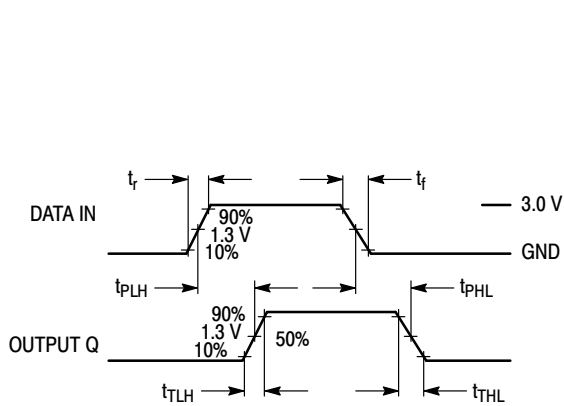 tr
tf
DATA IN
90%
1.3 V
10%
3.0 V
GND
tPLH
tPHL
OUTPUT Q
90%
1.3 V
10%
50%
tTLH
tTHL